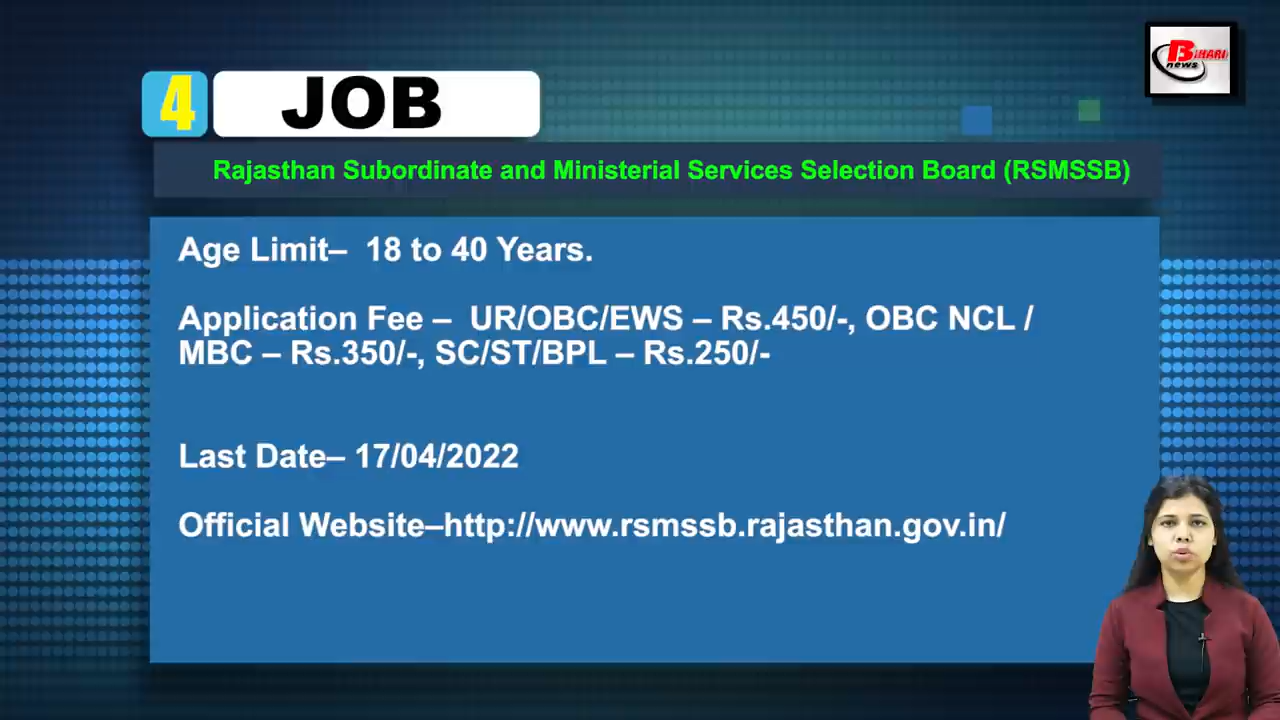 BIHARI
news
4 JOB
Rajasthan Subordinate and Ministerial Services Selection Board (RSMSSB)
Age Limit– 18 to 40 Years.
Application Fee – UR/OBC/EWS – Rs.450/-, OBC NCL /
MBC – Rs.350/-, SC/ST/BPL – Rs.250/-
Last Date– 17/04/2022
Official Website–http://www.rsmssb.rajasthan.gov.in/